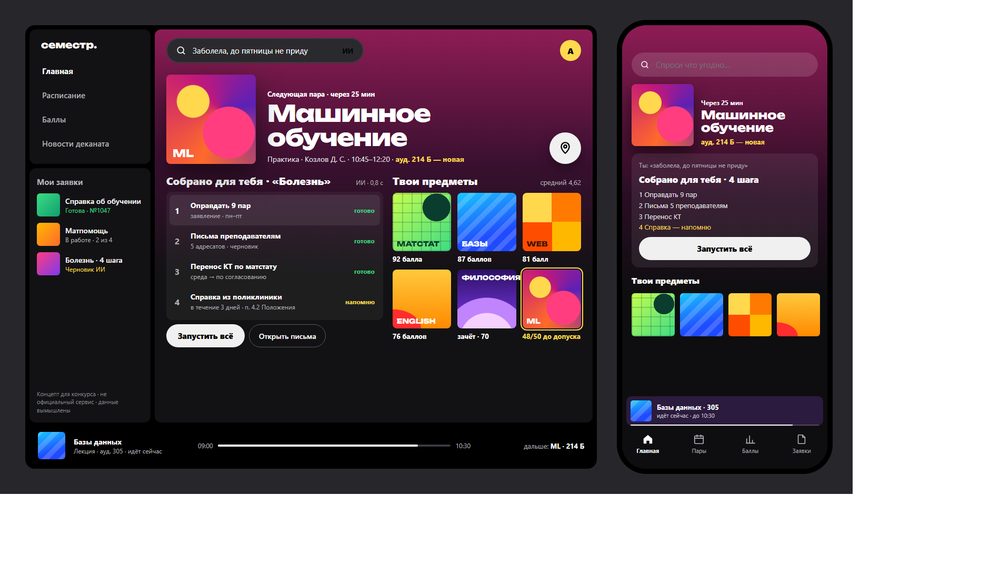 семестр.
Главная
Расписание
Баллы
Новости деканата
Мои заявки
Справка об обучении
Готова · №1047
Матпомощь
В работе · 2 из 4
Болезнь · 4 шага
Черновик ИИ
Концепт для конкурса · не
официальный сервис · данные
вымышлены
Заболела, до пятницы не приду
ИИ
А
ML
Следующая пара · через 25 мин
Машинное
обучение
Практика · Козлов Д. С. · 10:45–12:20 · ауд. 214 Б — новая
Собрано для тебя · «Болезнь»
ИИ · 0,8 с
1 Оправдать 9 пар
заявление · пн–пт
готово
2 Письма преподавателям
5 адресатов · черновик
готово
3 Перенос КТ по матстату
среда → по согласованию
готово
4 Справка из поликлиники
в течение 3 дней · п. 4.2 Положения
напомню
Запустить всё
Открыть письма
Твои предметы
средний 4,62
МАТСТАТ
БАЗЫ
WEB
92 балла
87 баллов
81 балл
ENGLISH
ФИЛОСОФИЯ
ML
76 баллов
зачёт · 70
48/50 до допуска
Базы данных
Лекция · ауд. 305 · идёт сейчас
09:00
10:30
дальше: ML · 214 Б
Спроси что угодно…
Через 25 мин
Машинное
обучение
ауд. 214 Б — новая
Ты: «заболела, до пятницы не приду»
Собрано для тебя · 4 шага
1 Оправдать 9 пар
2 Письма 5 преподавателям
3 Перенос КТ
4 Справка — напомню
Запустить всё
Твои предметы
Базы данных · 305
идёт сейчас · до 10:30
Главная
Пары
Баллы
Заявки